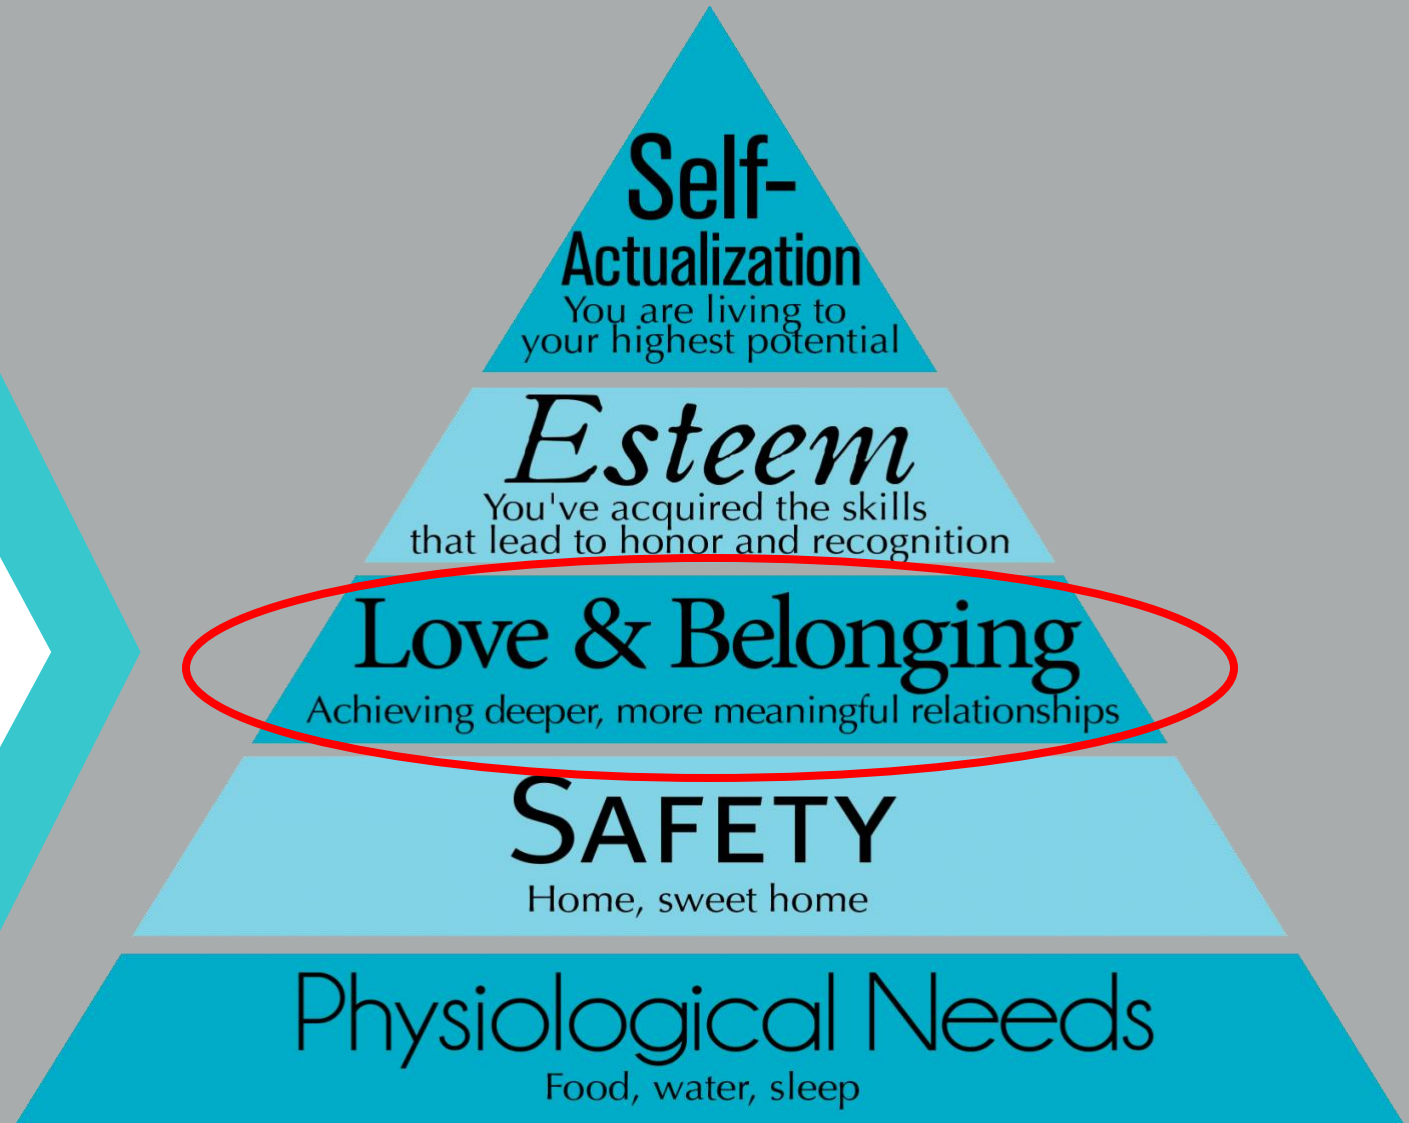 Self-
Actualization
You are living to
your highest potential
Esteem
You've acquired the skills
that lead to honor and recognition
Love & Belonging
Achieving deeper, more meaningful relationships
SAFETY
Home, sweet home
Physiological Needs
Food, water, sleep